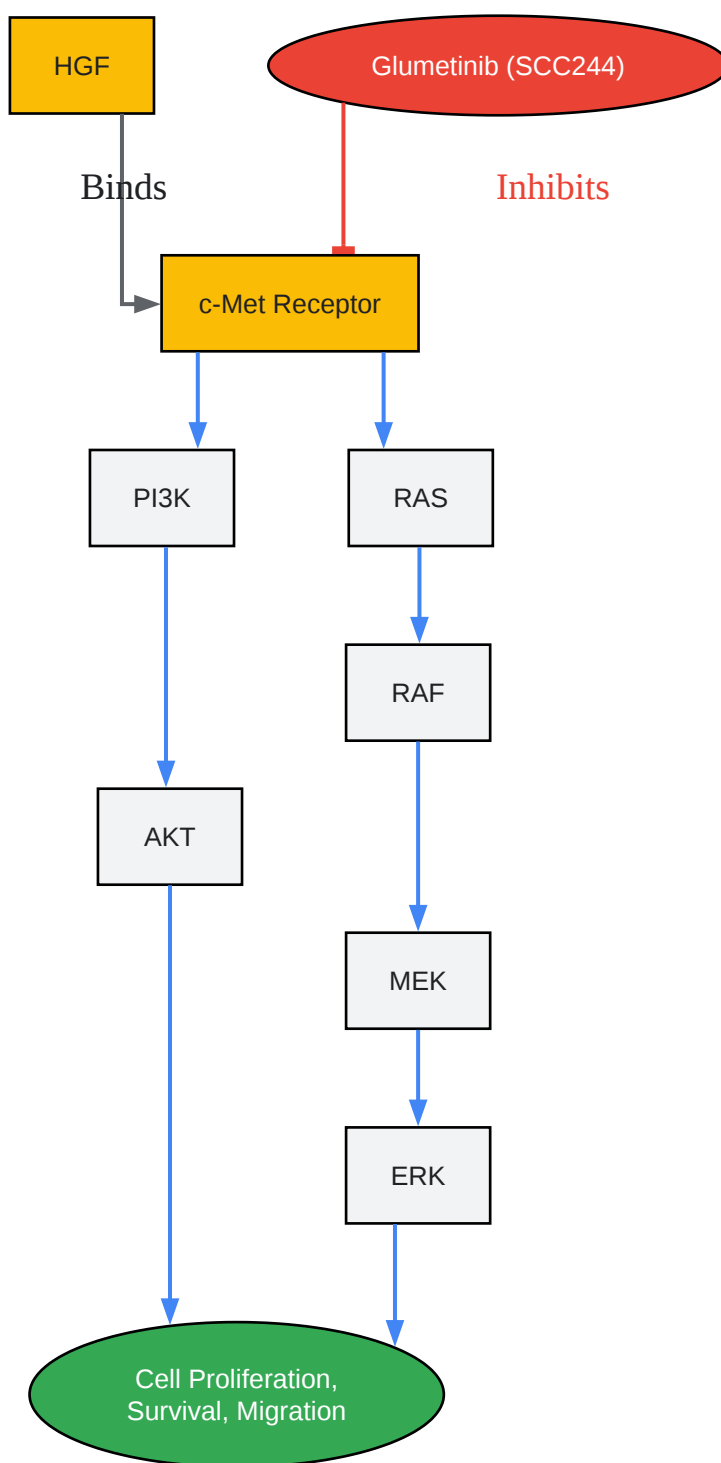 HGF
Glumetinib (SCC244)
Binds
Inhibits
c-Met Receptor
PI3K
RAS
RAF
AKT
MEK
ERK
Cell Proliferation,
Survival, Migration